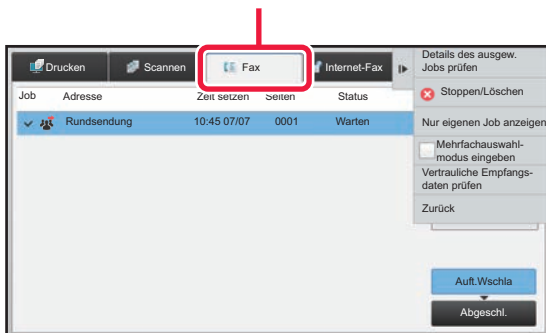 Drucken Scannen Fax Internet-Fax
Job Adresse Zeit setzen Seiten Status
Rundsendung 10:45 07/07 0001 Warten
Details des ausgew.
Jobs prüfen
Stoppen/Löschen
Nur eigenen Job anzeigen
Mehrfachauswahl-
modus eingeben
Vertrauliche Empfangs-
daten prüfen
Zurück
Auft.Wschla
Abgeschl.